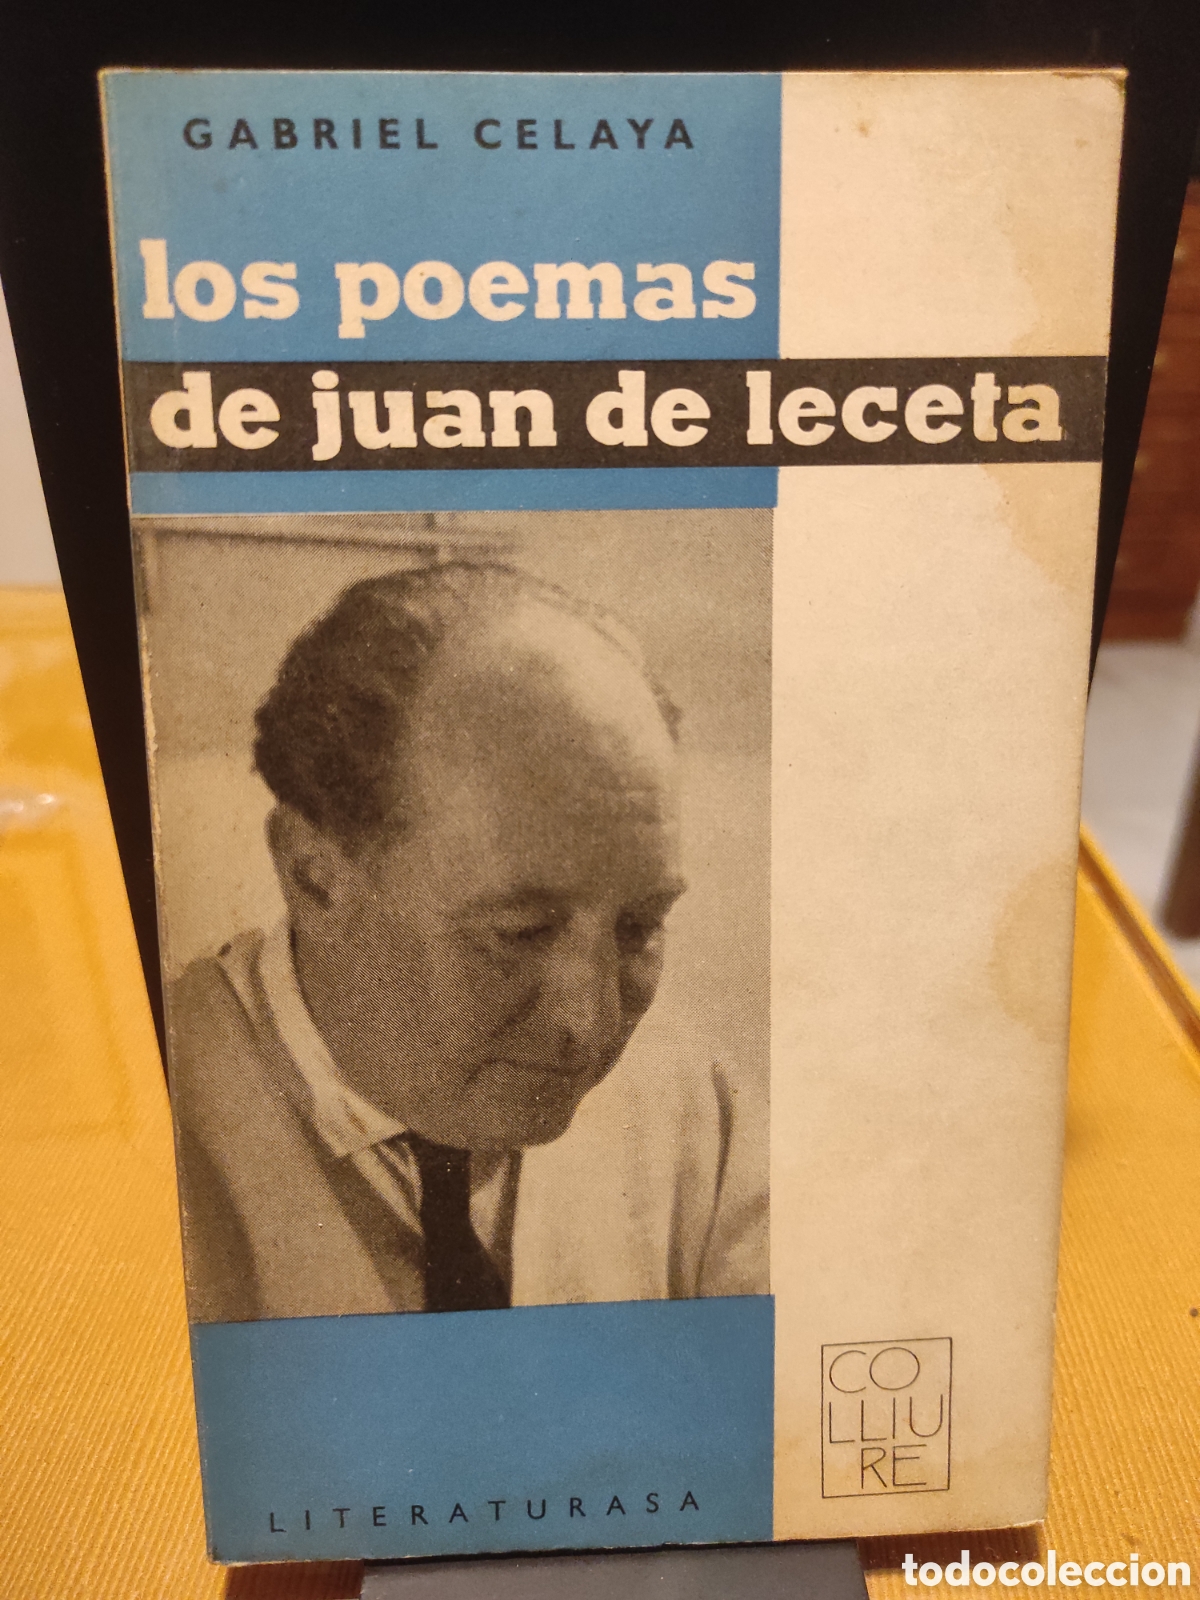 GABRIEL CELAYA
los poemas
de juan de leceta
CO
LLIU
RE
LITERATURASA
todocoleccion